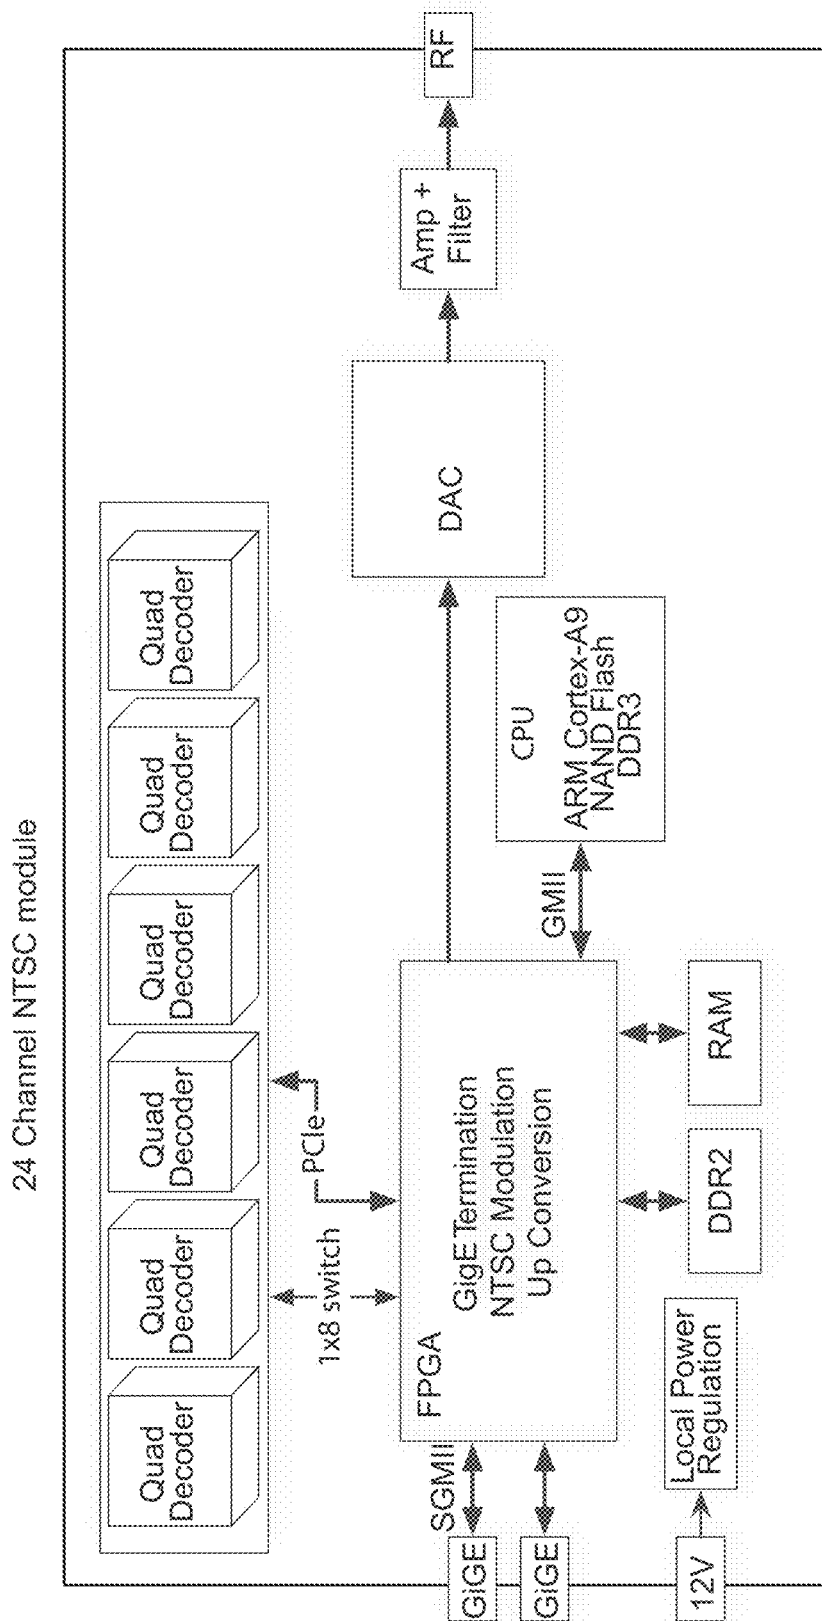 24 Channel NTSC module
Quad
Decoder
Quad
Decoder
Quad
Decoder
Quad
Decoder
Quad
Decoder
Quad
Decoder
1x8 switch
PCIe
GiGE
GiGE
SGMII
FPGA
GigE Termination
NTSC Modulation
Up Conversion
DAC
Amp +
Filter
RF
GMII
CPU
ARM Cortex-A9
NAND Flash
DDR3
12V
Local Power
Regulation
DDR2
RAM